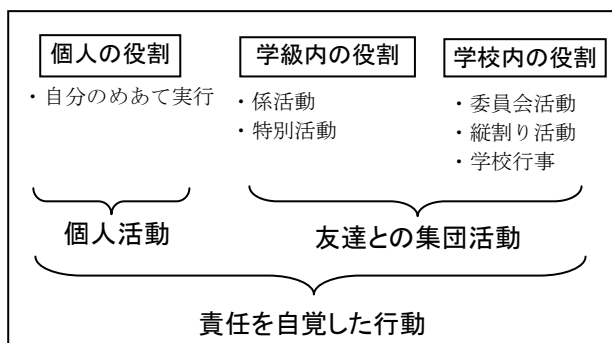 個人の役割
・自分のめあて実行
学級内の役割
・係活動
・特別活動
学校内の役割
・委員会活動
・縦割り活動
・学校行事
個人活動
友達との集団活動
責任を自覚した行動